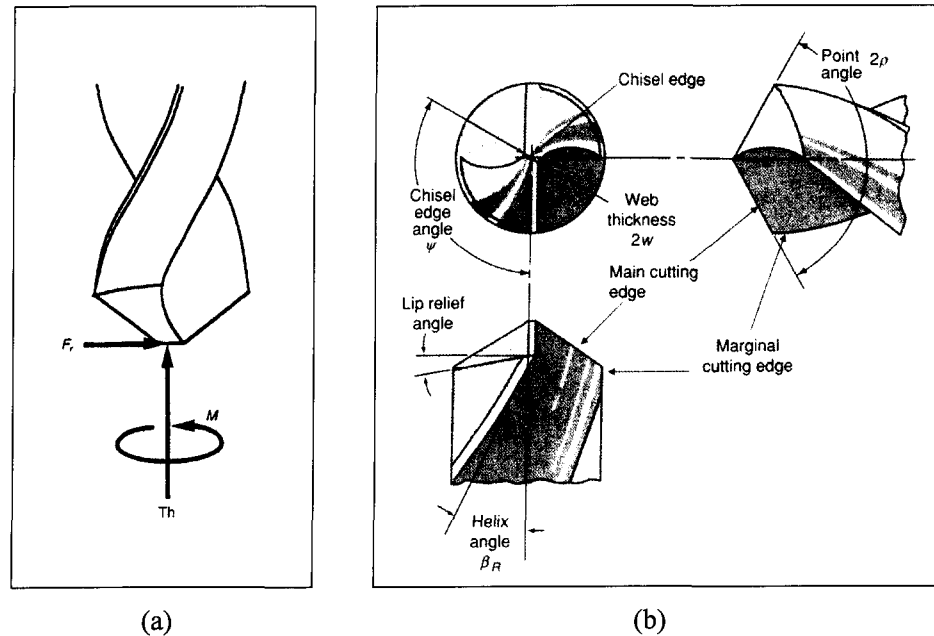 F_r
M
Th
(a)
Chisel edge
Point 2ρ
angle
Chisel
edge
angle
ψ
Web
thickness
2w
Main cutting
edge
Lip relief
angle
Marginal
cutting edge
Helix
angle
β_R
(b)